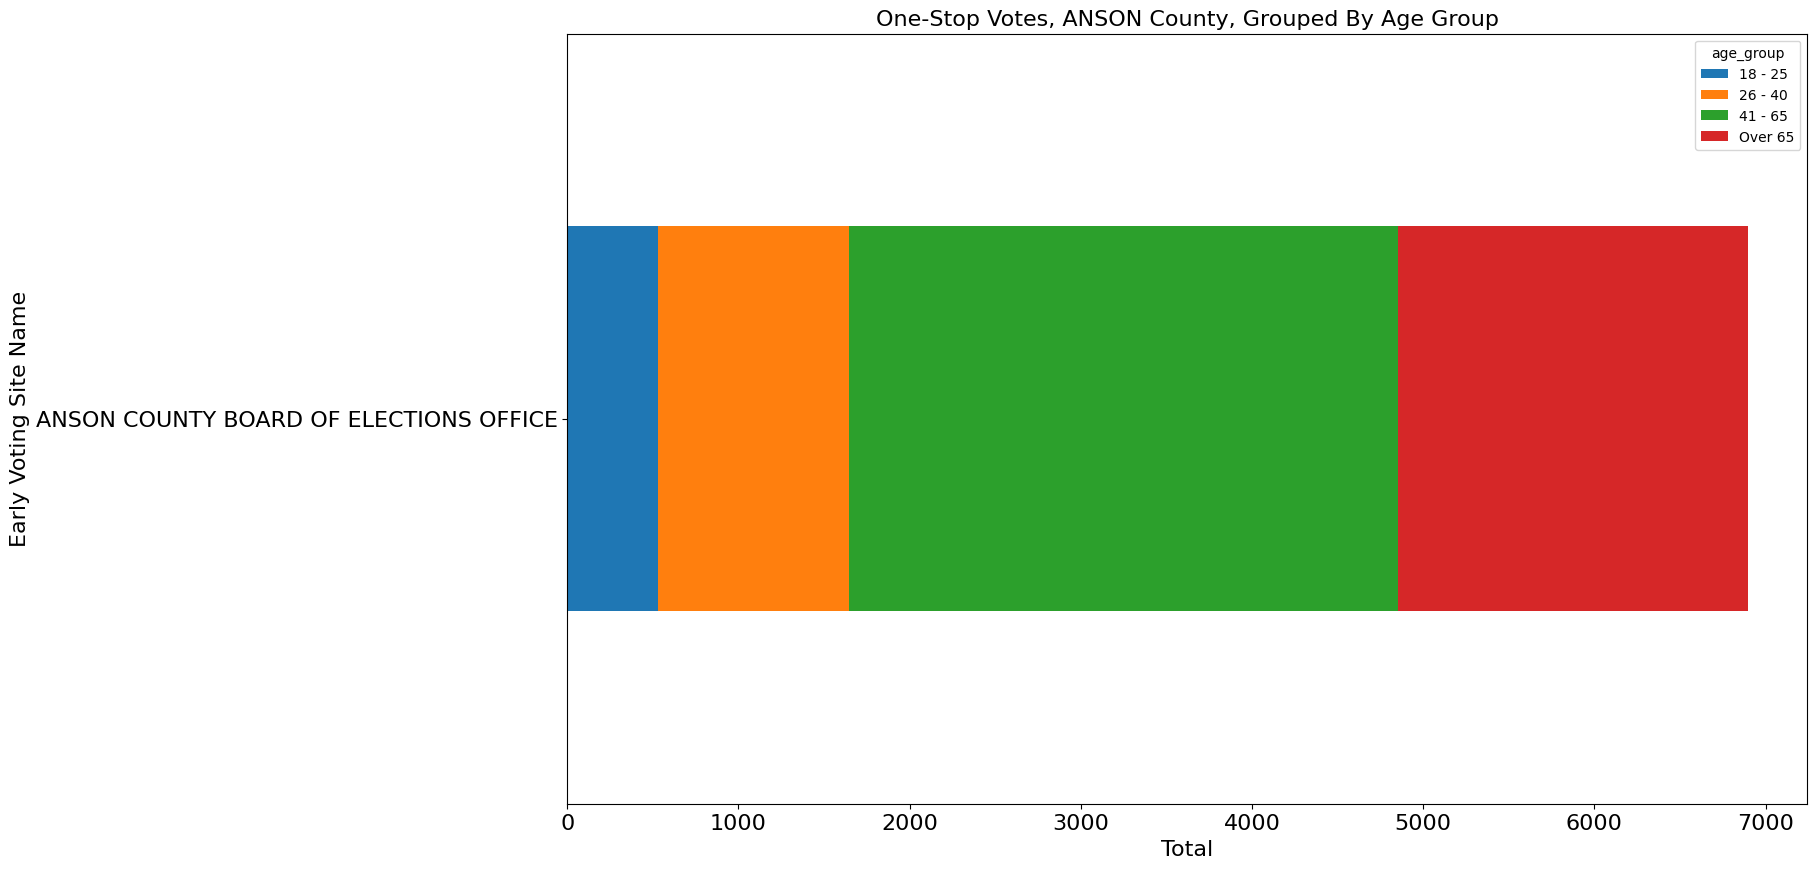 One-Stop Votes, ANSON County, Grouped By Age Group
age_group
18 - 25
26 - 40
41 - 65
Over 65
Early Voting Site Name
ANSON COUNTY BOARD OF ELECTIONS OFFICE
0 1000 2000 3000 4000 5000 6000 7000
Total